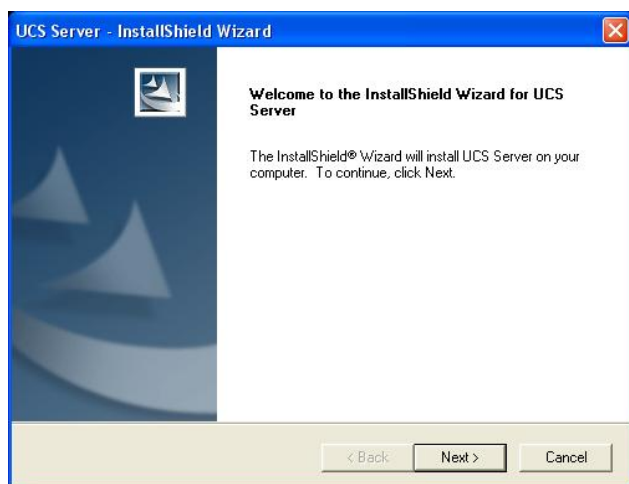 UCS Server - InstallShield Wizard
Welcome to the InstallShield Wizard for UCS
Server
The InstallShield® Wizard will install UCS Server on your
computer. To continue, click Next.
< Back
Next >
Cancel